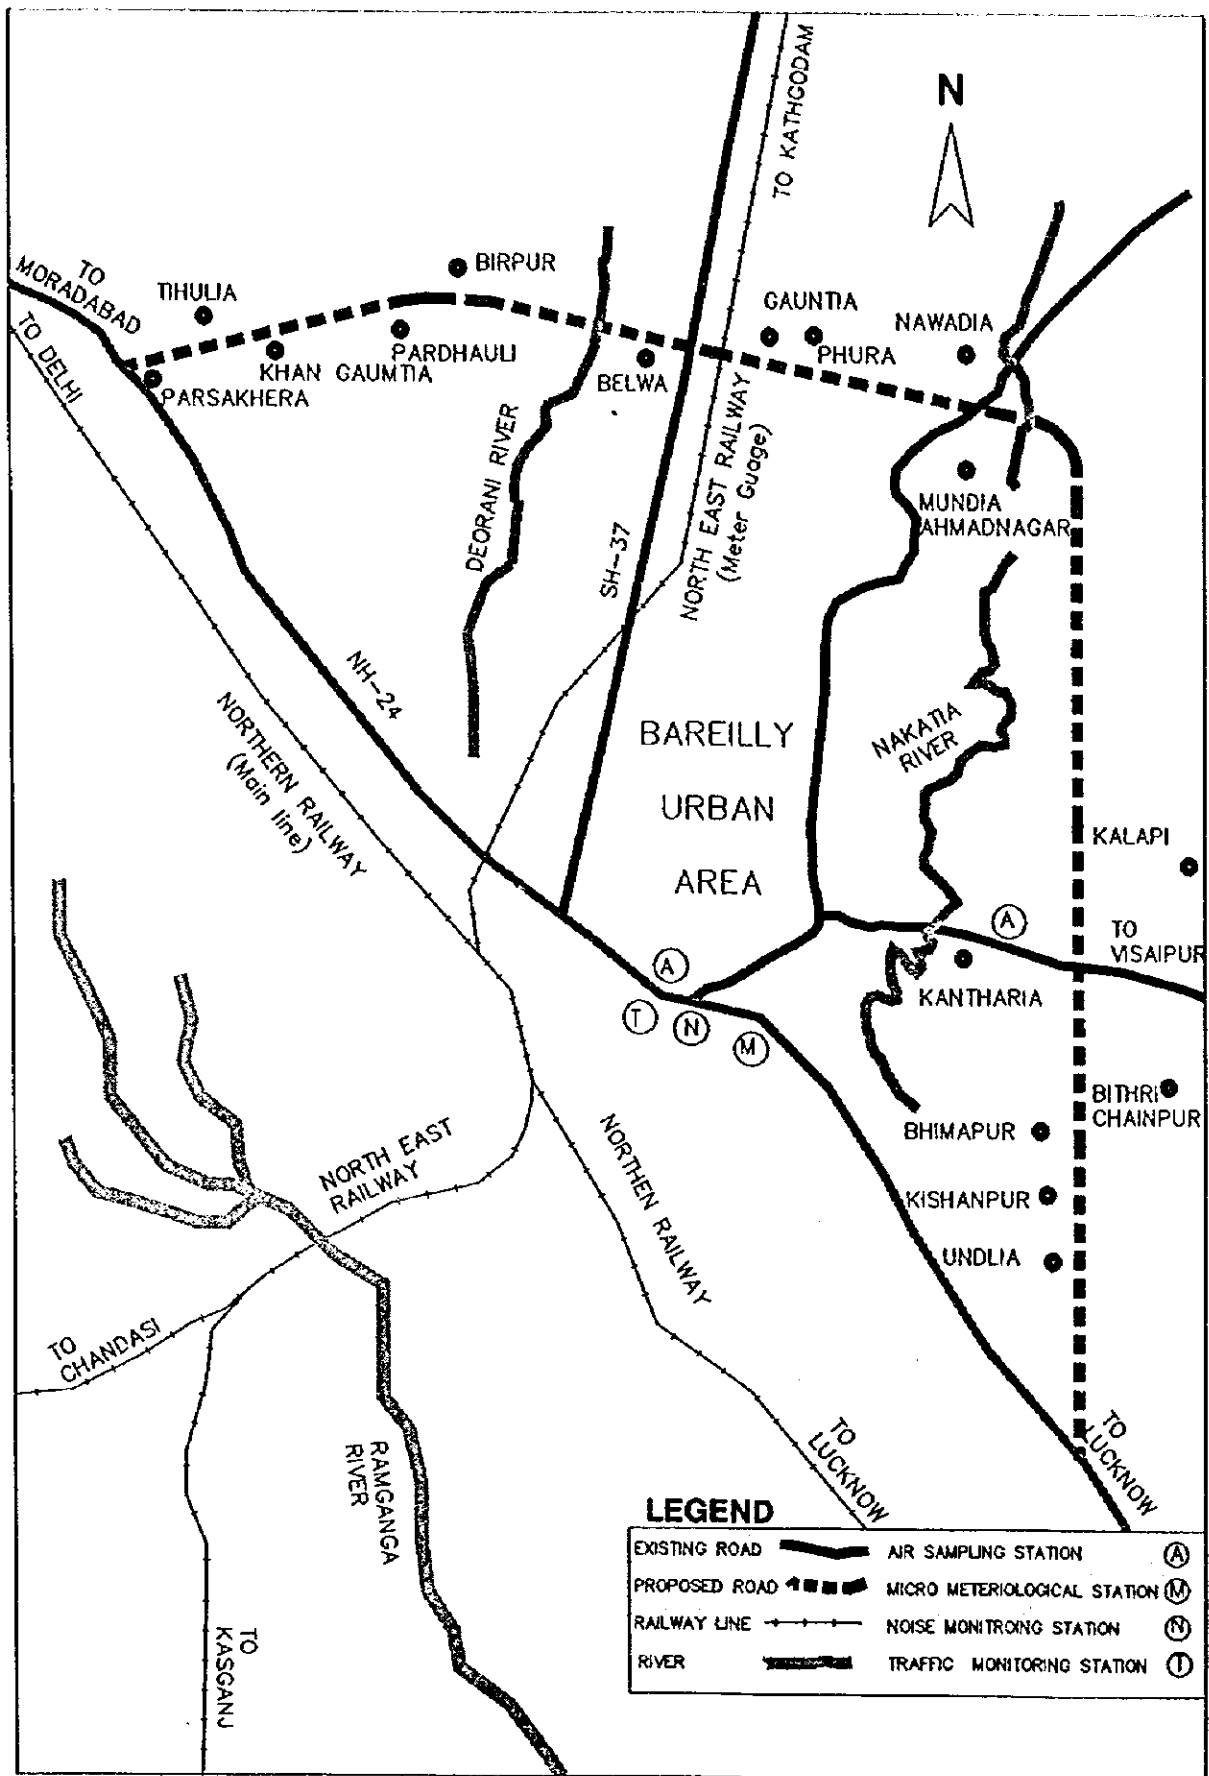 N
TO KATHGODAM
TO
MORADABAD
TIHULIA
BIRPUR
GAUNTIA
NAWADIA
TO DELHI
KHAN GAUMTIA
PARDHAULI
PHURA
BELWA
PARSAKHERA
DEORANI RIVER
NORTH EAST RAILWAY
(Meter Guage)
MUNDIA
AHMADNAGAR
SH-37
NH-24
NORTHERN RAILWAY
(Main line)
BAREILLY
URBAN
AREA
NAKATIA
RIVER
KALAPI
A
TO
VISAIPUR
A
KANTHARIA
T
N
M
BITHRI
CHAINPUR
BHIMAPUR
NORTH EAST
RAILWAY
NORTHEN RAILWAY
KISHANPUR
UNDLIA
TO
CHANDASI
RAMGANGA
RIVER
TO
LUCKNOW
TO
LUCKNOW
TO
KASGANJ
LEGEND
EXISTING ROAD AIR SAMPLING STATION A
PROPOSED ROAD MICRO METERIOLOGICAL STATION M
RAILWAY LINE NOISE MONITROING STATION N
RIVER TRAFFIC MONITORING STATION T